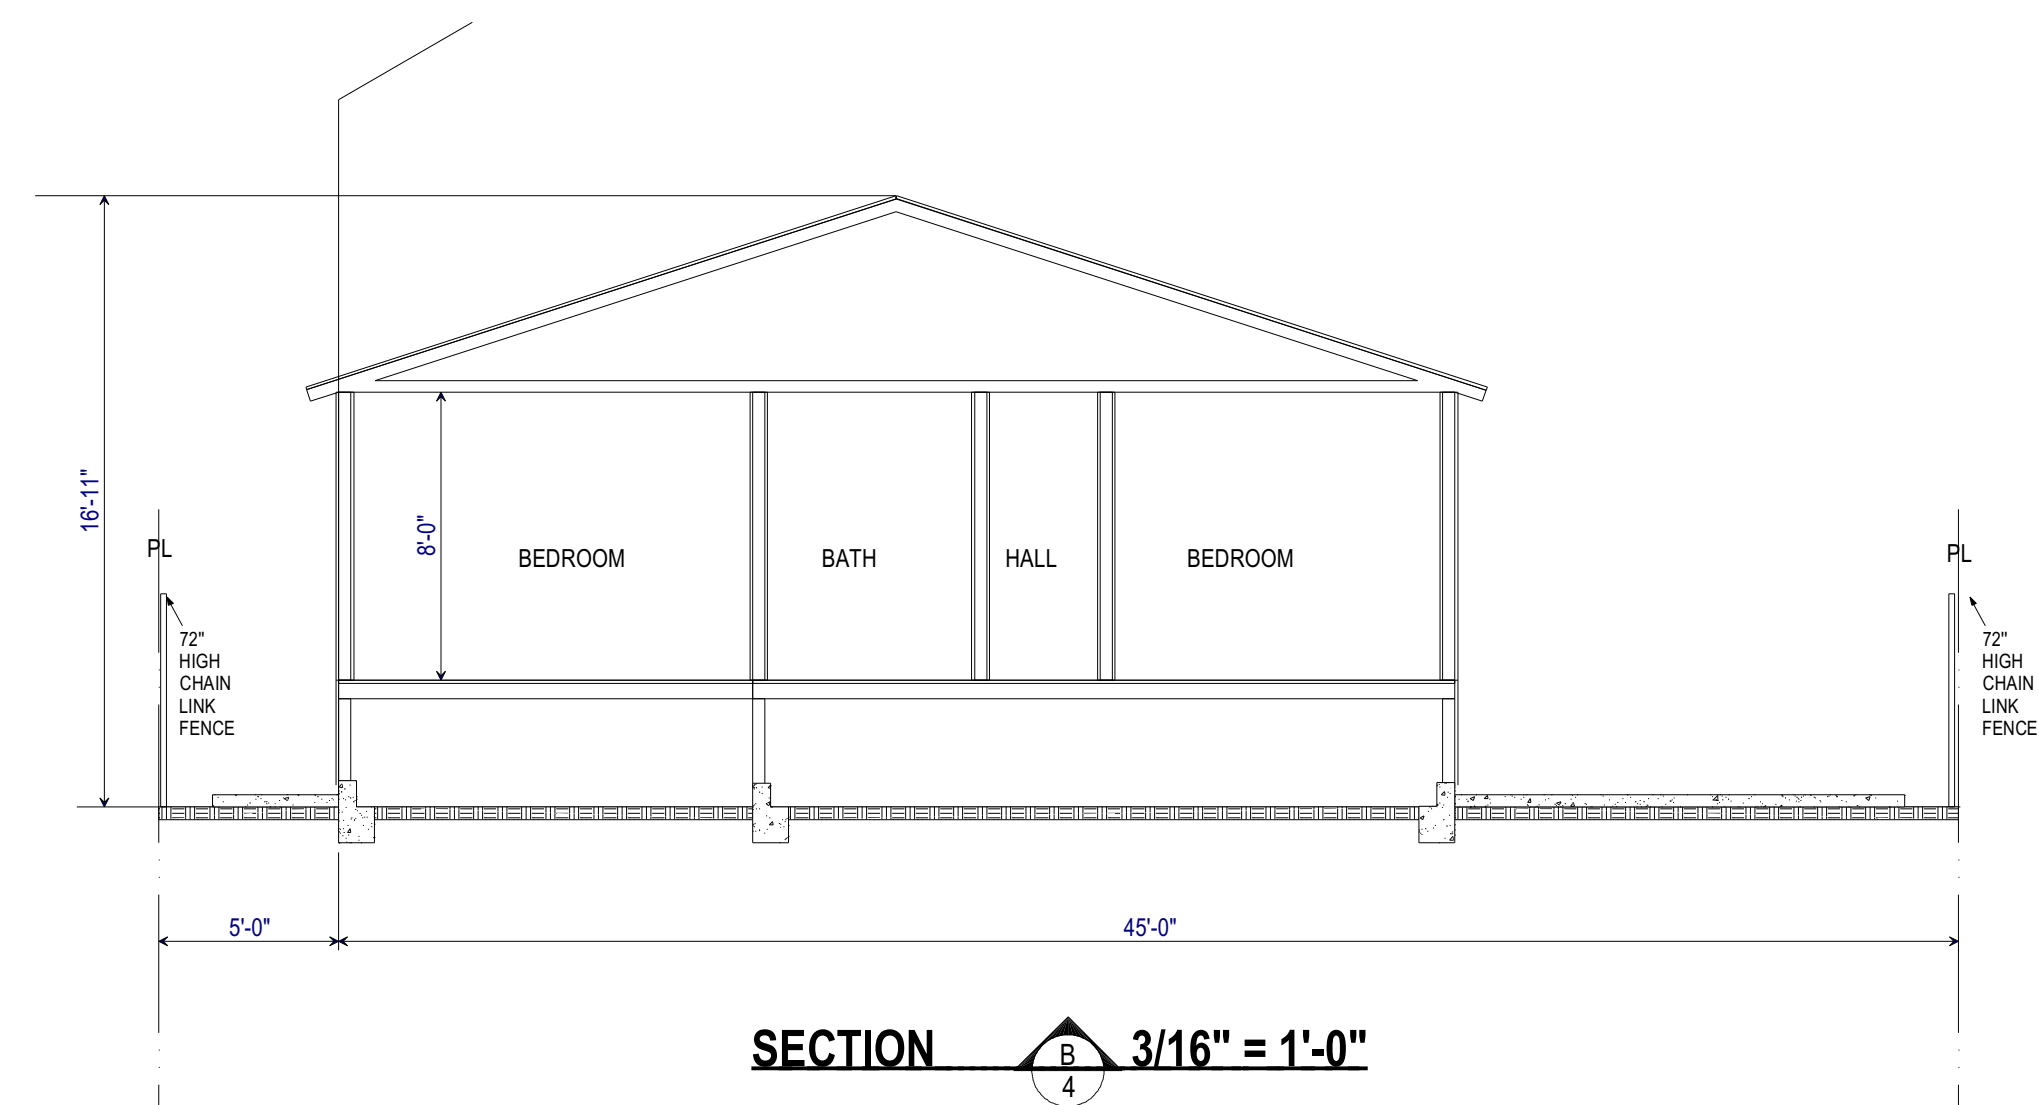 16'-11"
8'-0"
BEDROOM
BATH
HALL
BEDROOM
PL
PL
72"
HIGH
CHAIN
LINK
FENCE
72"
HIGH
CHAIN
LINK
FENCE
5'-0"
45'-0"
SECTION
B
4
3/16" = 1'-0"